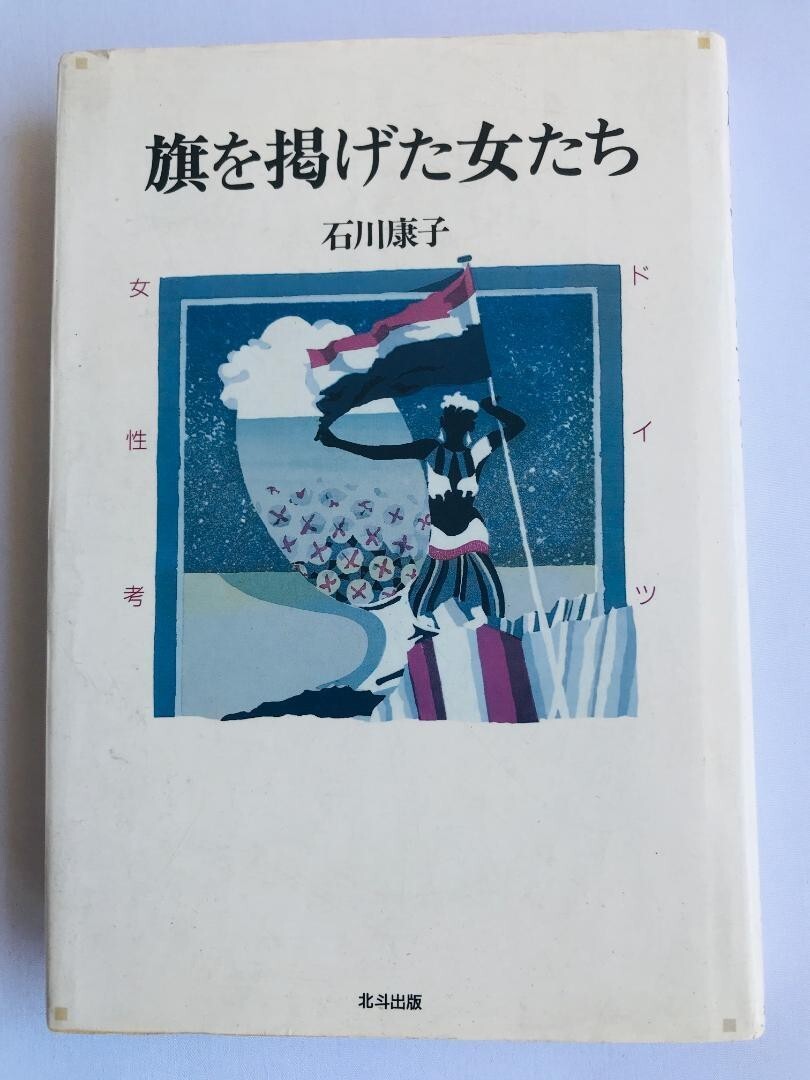 旗を掲げた女たち
石川康子
ドイツ
女性考
北斗出版